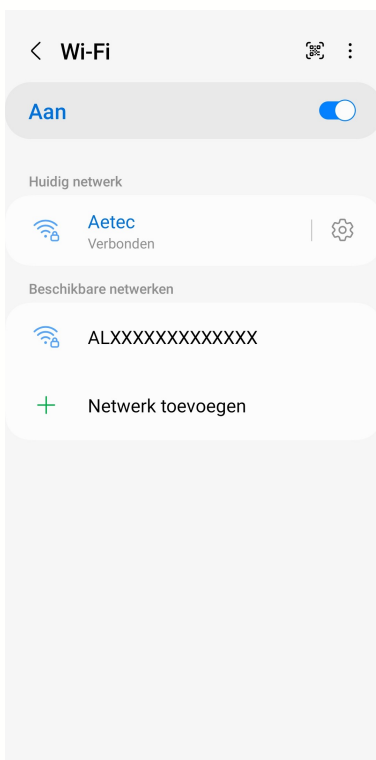 Wi-Fi
Aan
Huidig netwerk
Aetec
Verbonden
Beschikbare netwerken
ALXXXXXXXXXXXXX
Netwerk toevoegen